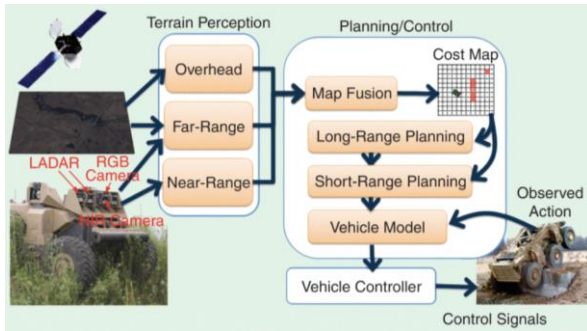 Terrain Perception
Planning/Control
Overhead
Cost Map
Map Fusion
Far-Range
Long-Range Planning
LADAR
RGB
Camera
Near-Range
Short-Range Planning
NIR Camera
Observed
Action
Vehicle Model
Vehicle Controller
Control Signals